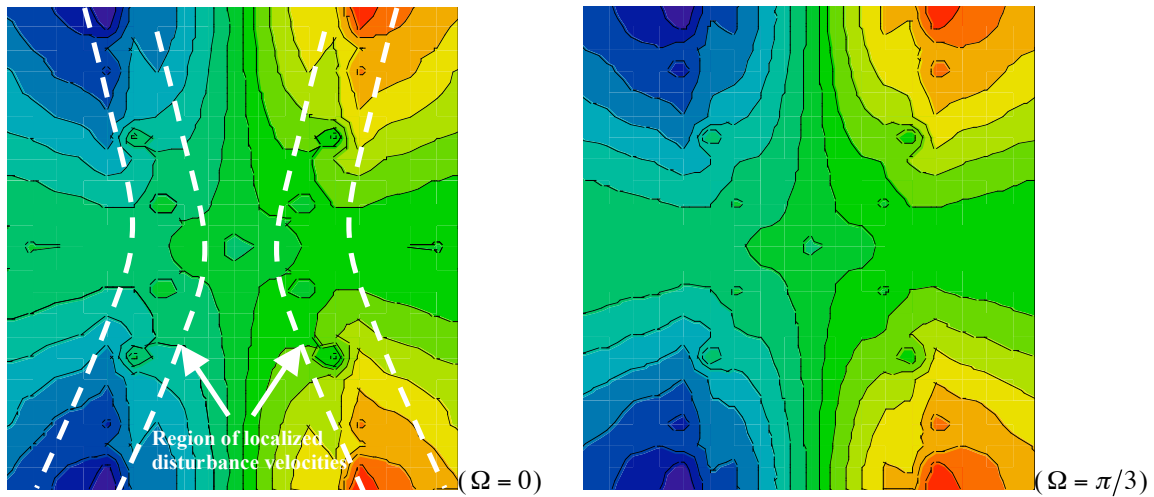 Region of localized
disturbance velocities
(Ω = 0)
(Ω = π/3)